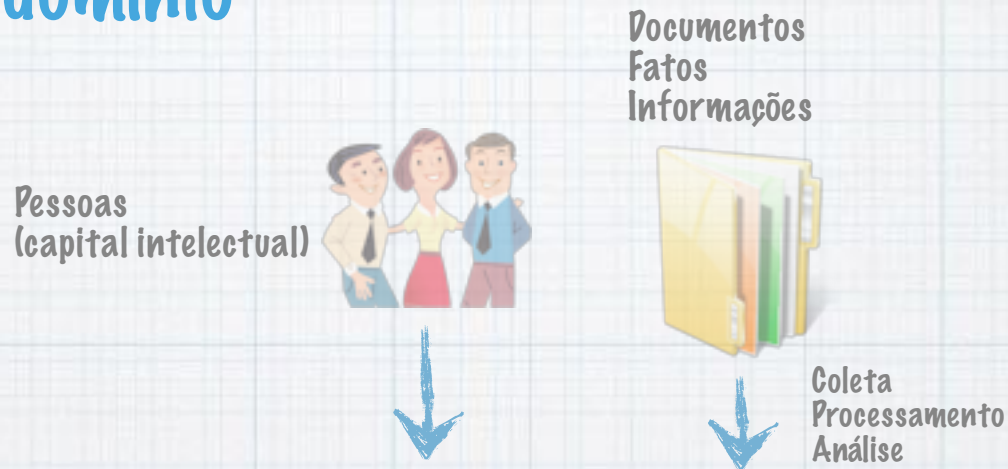 domínio
Documentos
Fatos
Informações
Pessoas
(capital intelectual)
Coleta
Processamento
Análise